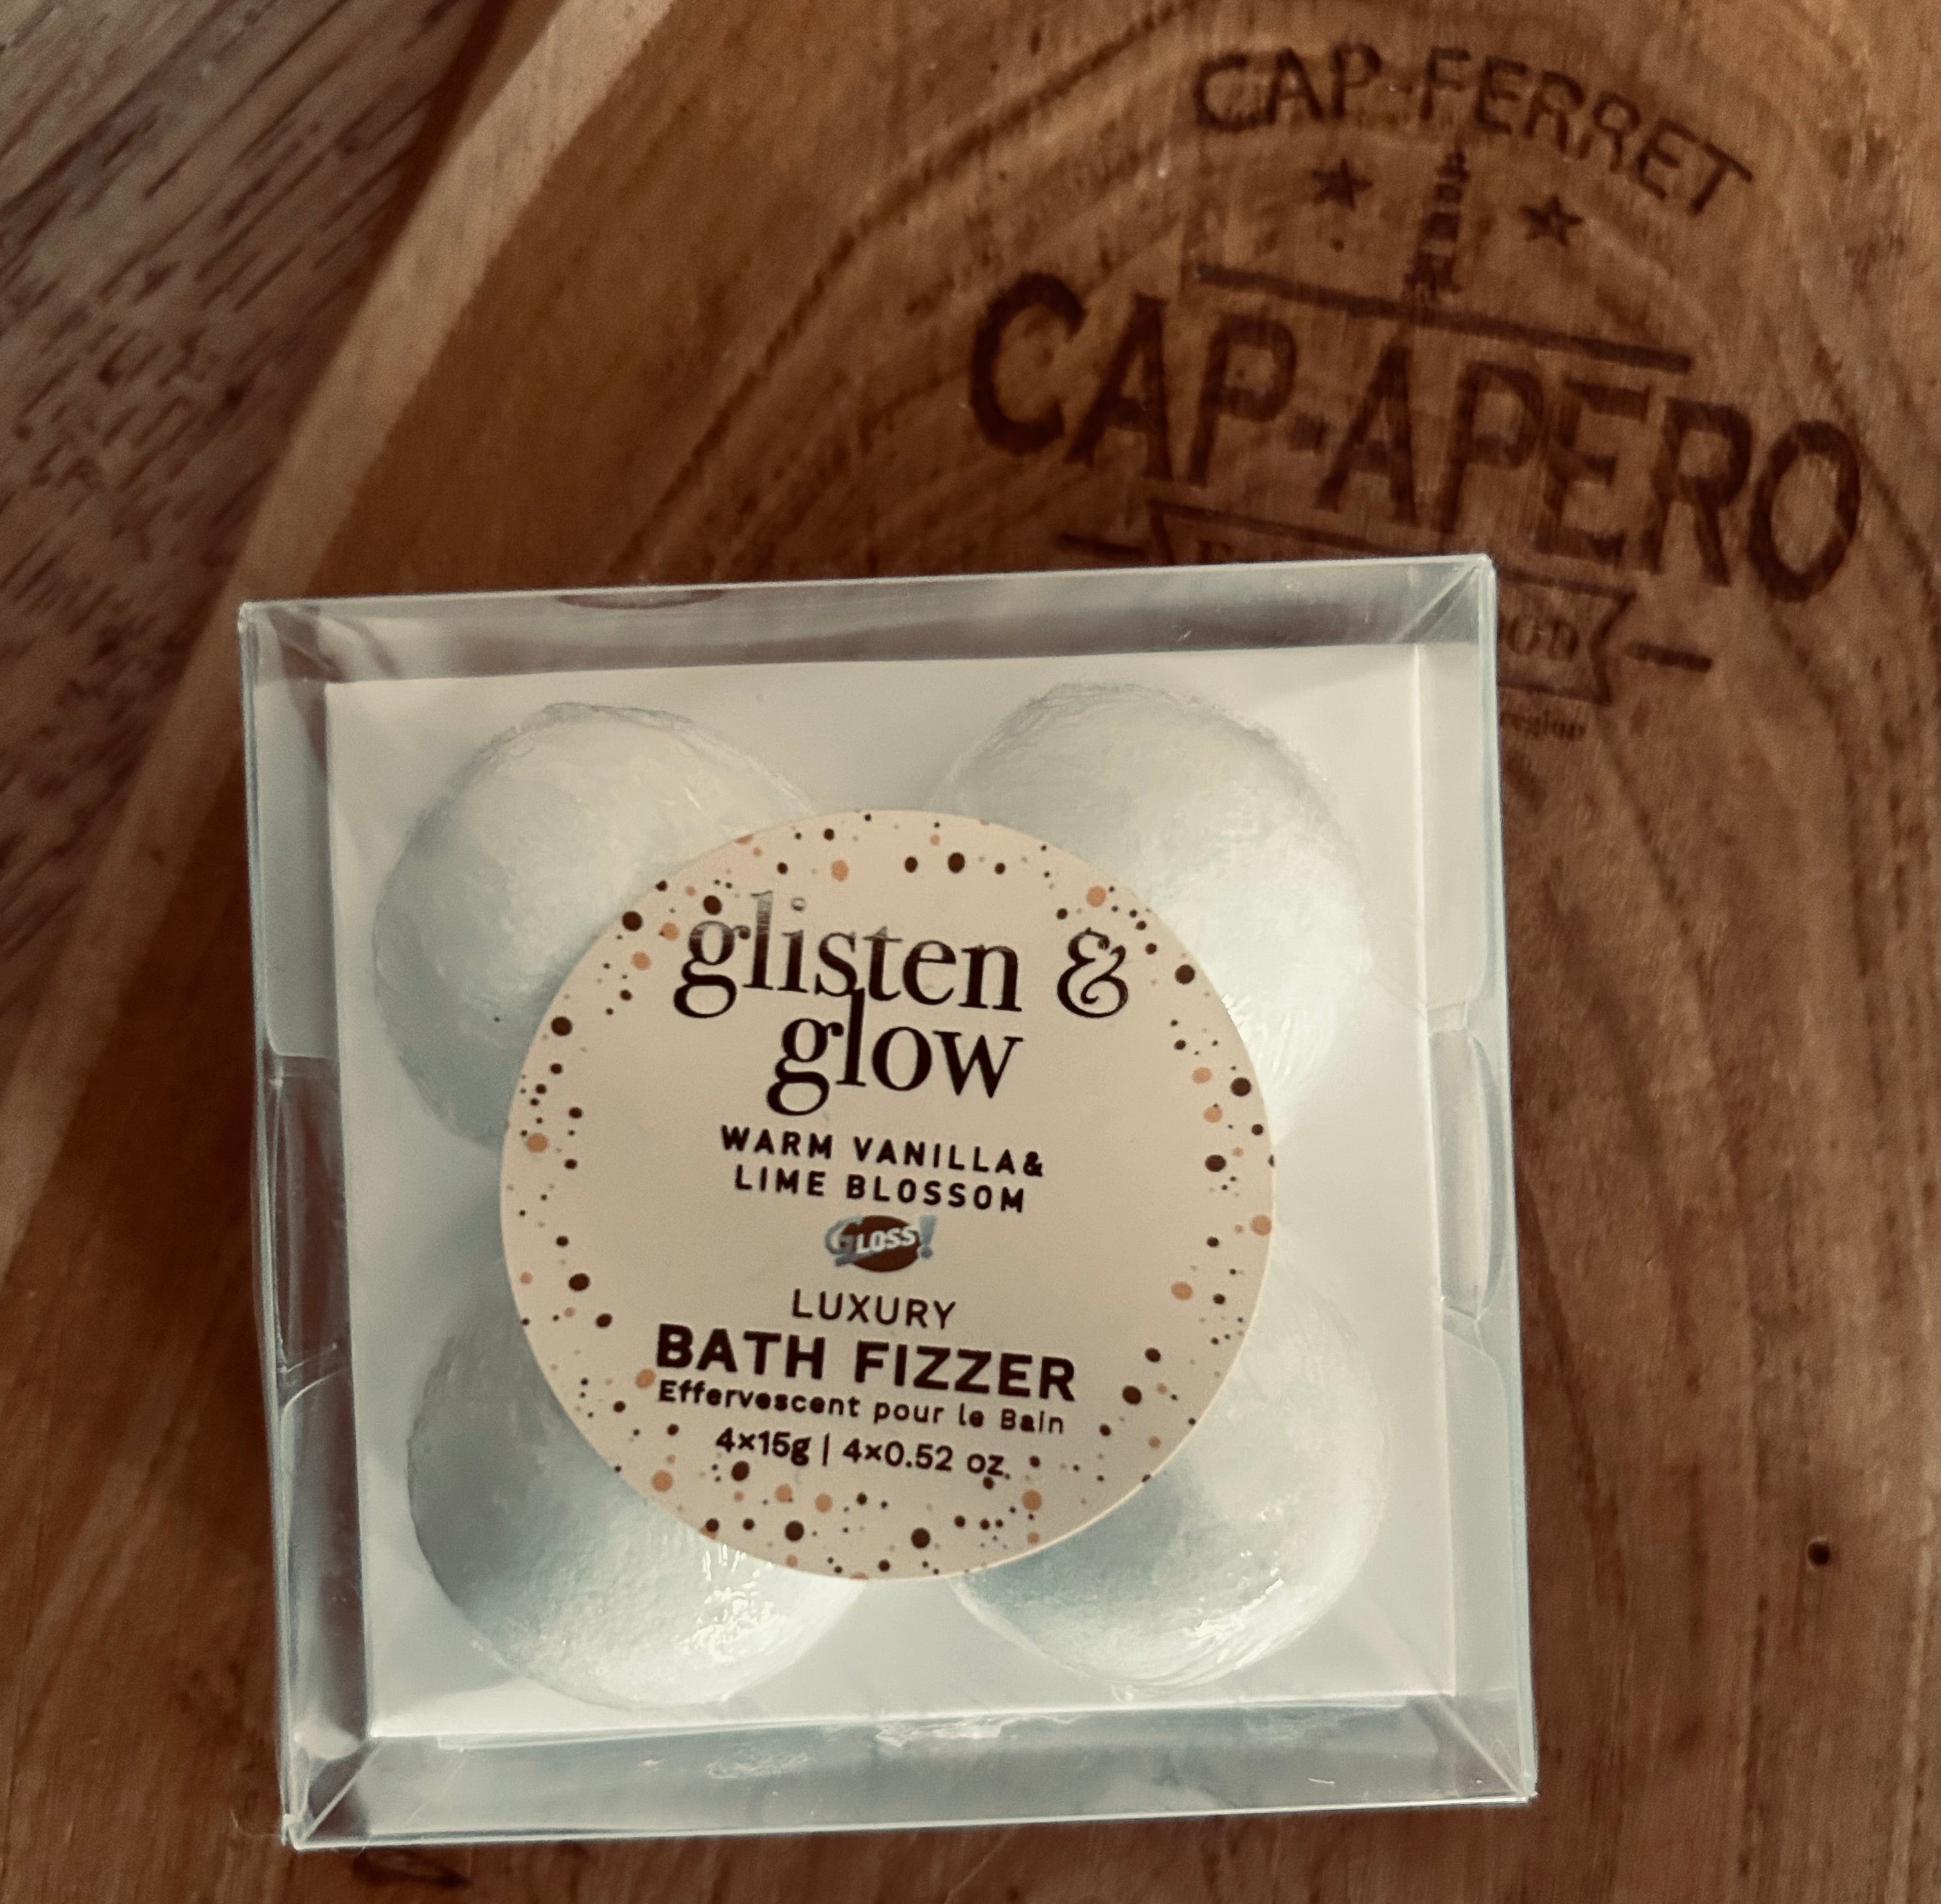 CAP-FERRET
CAP-APERO
region
glisten &
glow
WARM VANILLA&
LIME BLOSSOM
GLOSS!
LUXURY
BATH FIZZER
Effervescent pour le Bain
4×15g | 4×0.52 oz.